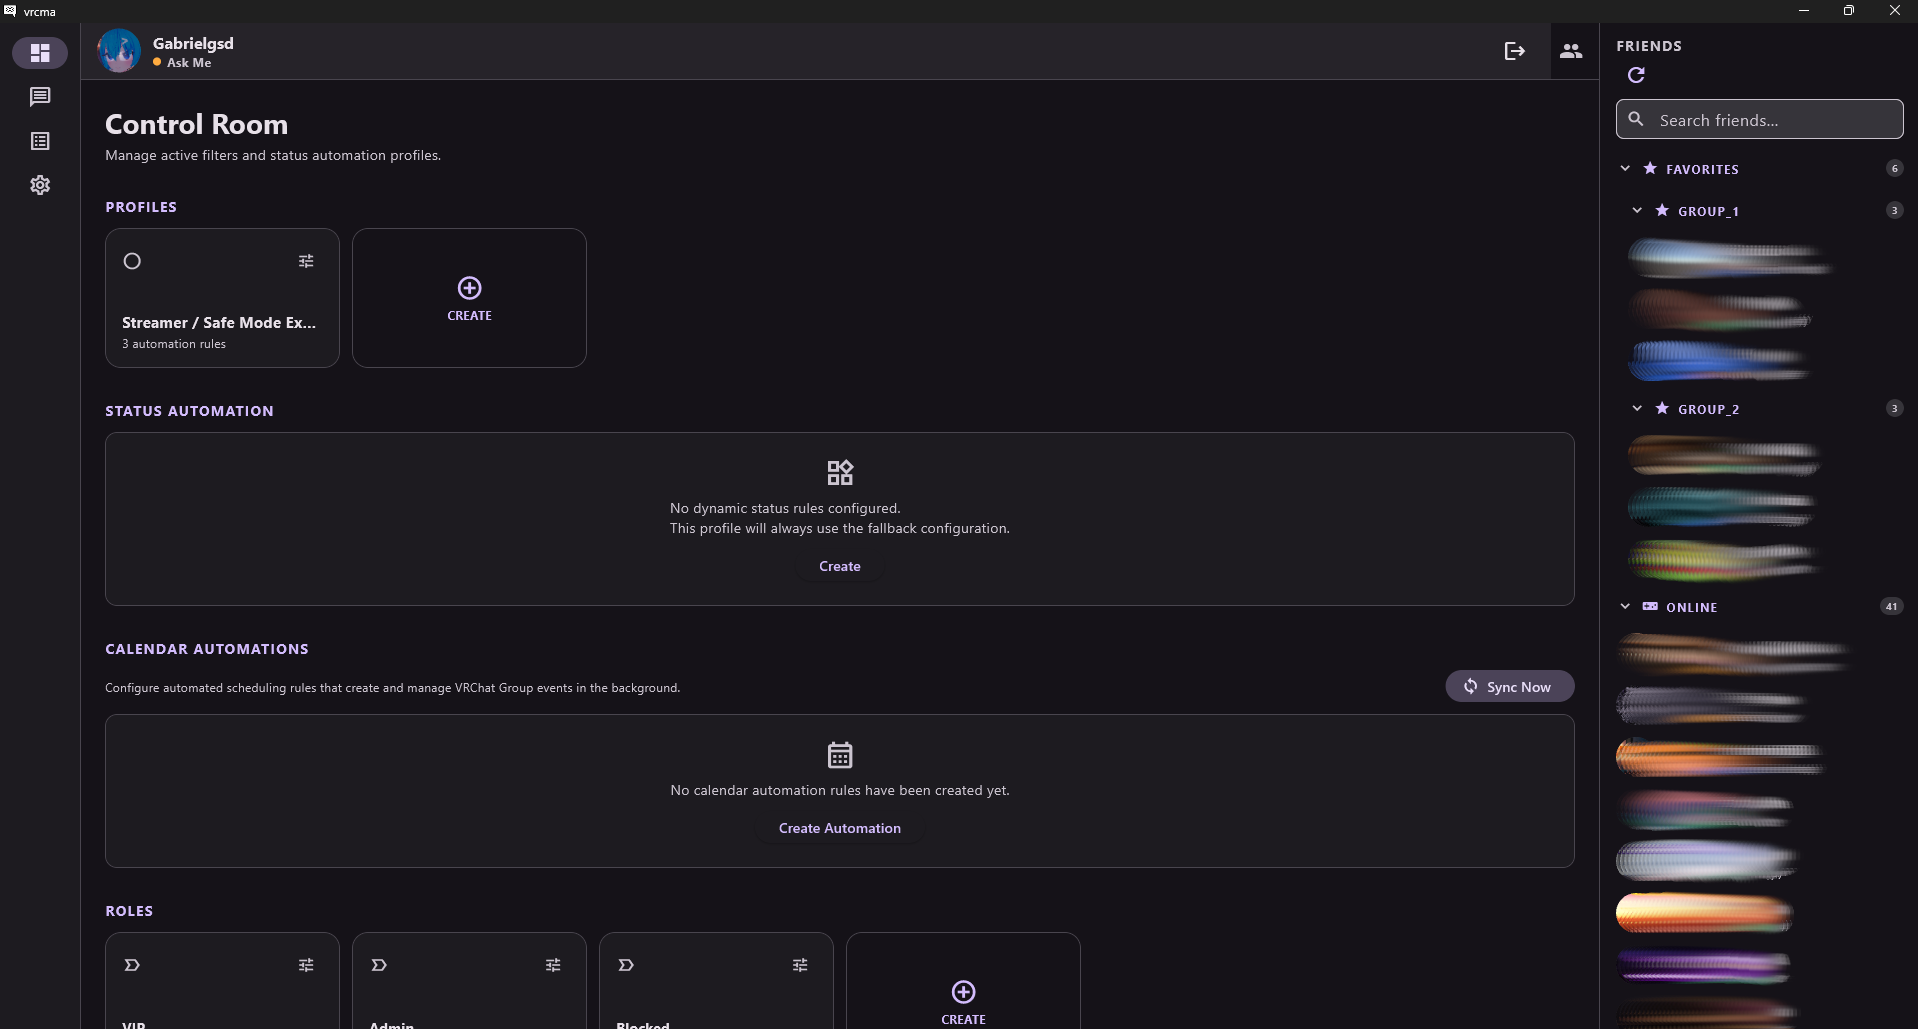 vrcma
Gabrielgsd
Ask Me
Control Room
Manage active filters and status automation profiles.
PROFILES
Streamer / Safe Mode Ex...
3 automation rules
CREATE
STATUS AUTOMATION
No dynamic status rules configured.
This profile will always use the fallback configuration.
Create
CALENDAR AUTOMATIONS
Configure automated scheduling rules that create and manage VRChat Group events in the background.
Sync Now
No calendar automation rules have been created yet.
Create Automation
ROLES
VIP
Admin
Blocked
CREATE
FRIENDS
Search friends...
FAVORITES
6
GROUP_1
3
GROUP_2
3
ONLINE
41